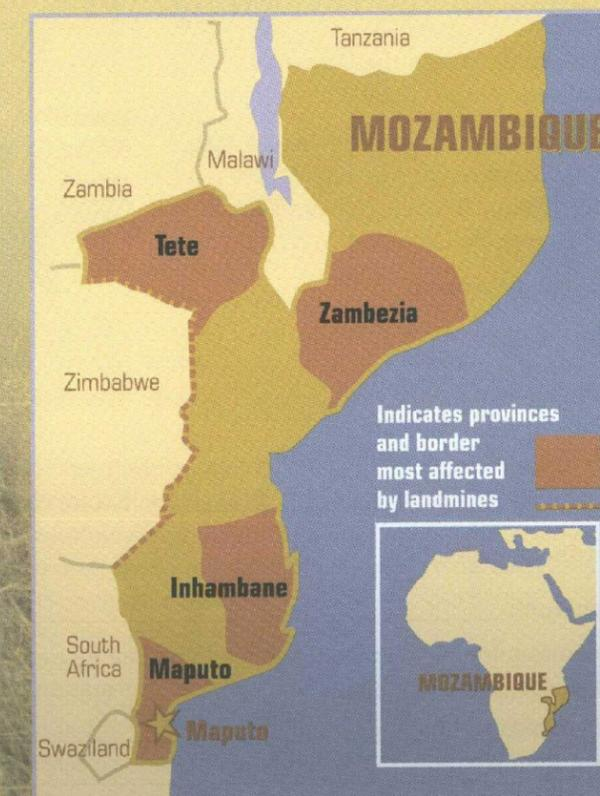 Tanzania
MOZAMBIQUE
Malawi
Zambia
Tete
Zambezia
Zimbabwe
Indicates provinces
and border
most affected
by landmines
Inhambane
South
Africa
Maputo
Maputo
Swaziland
MOZAMBIQUE